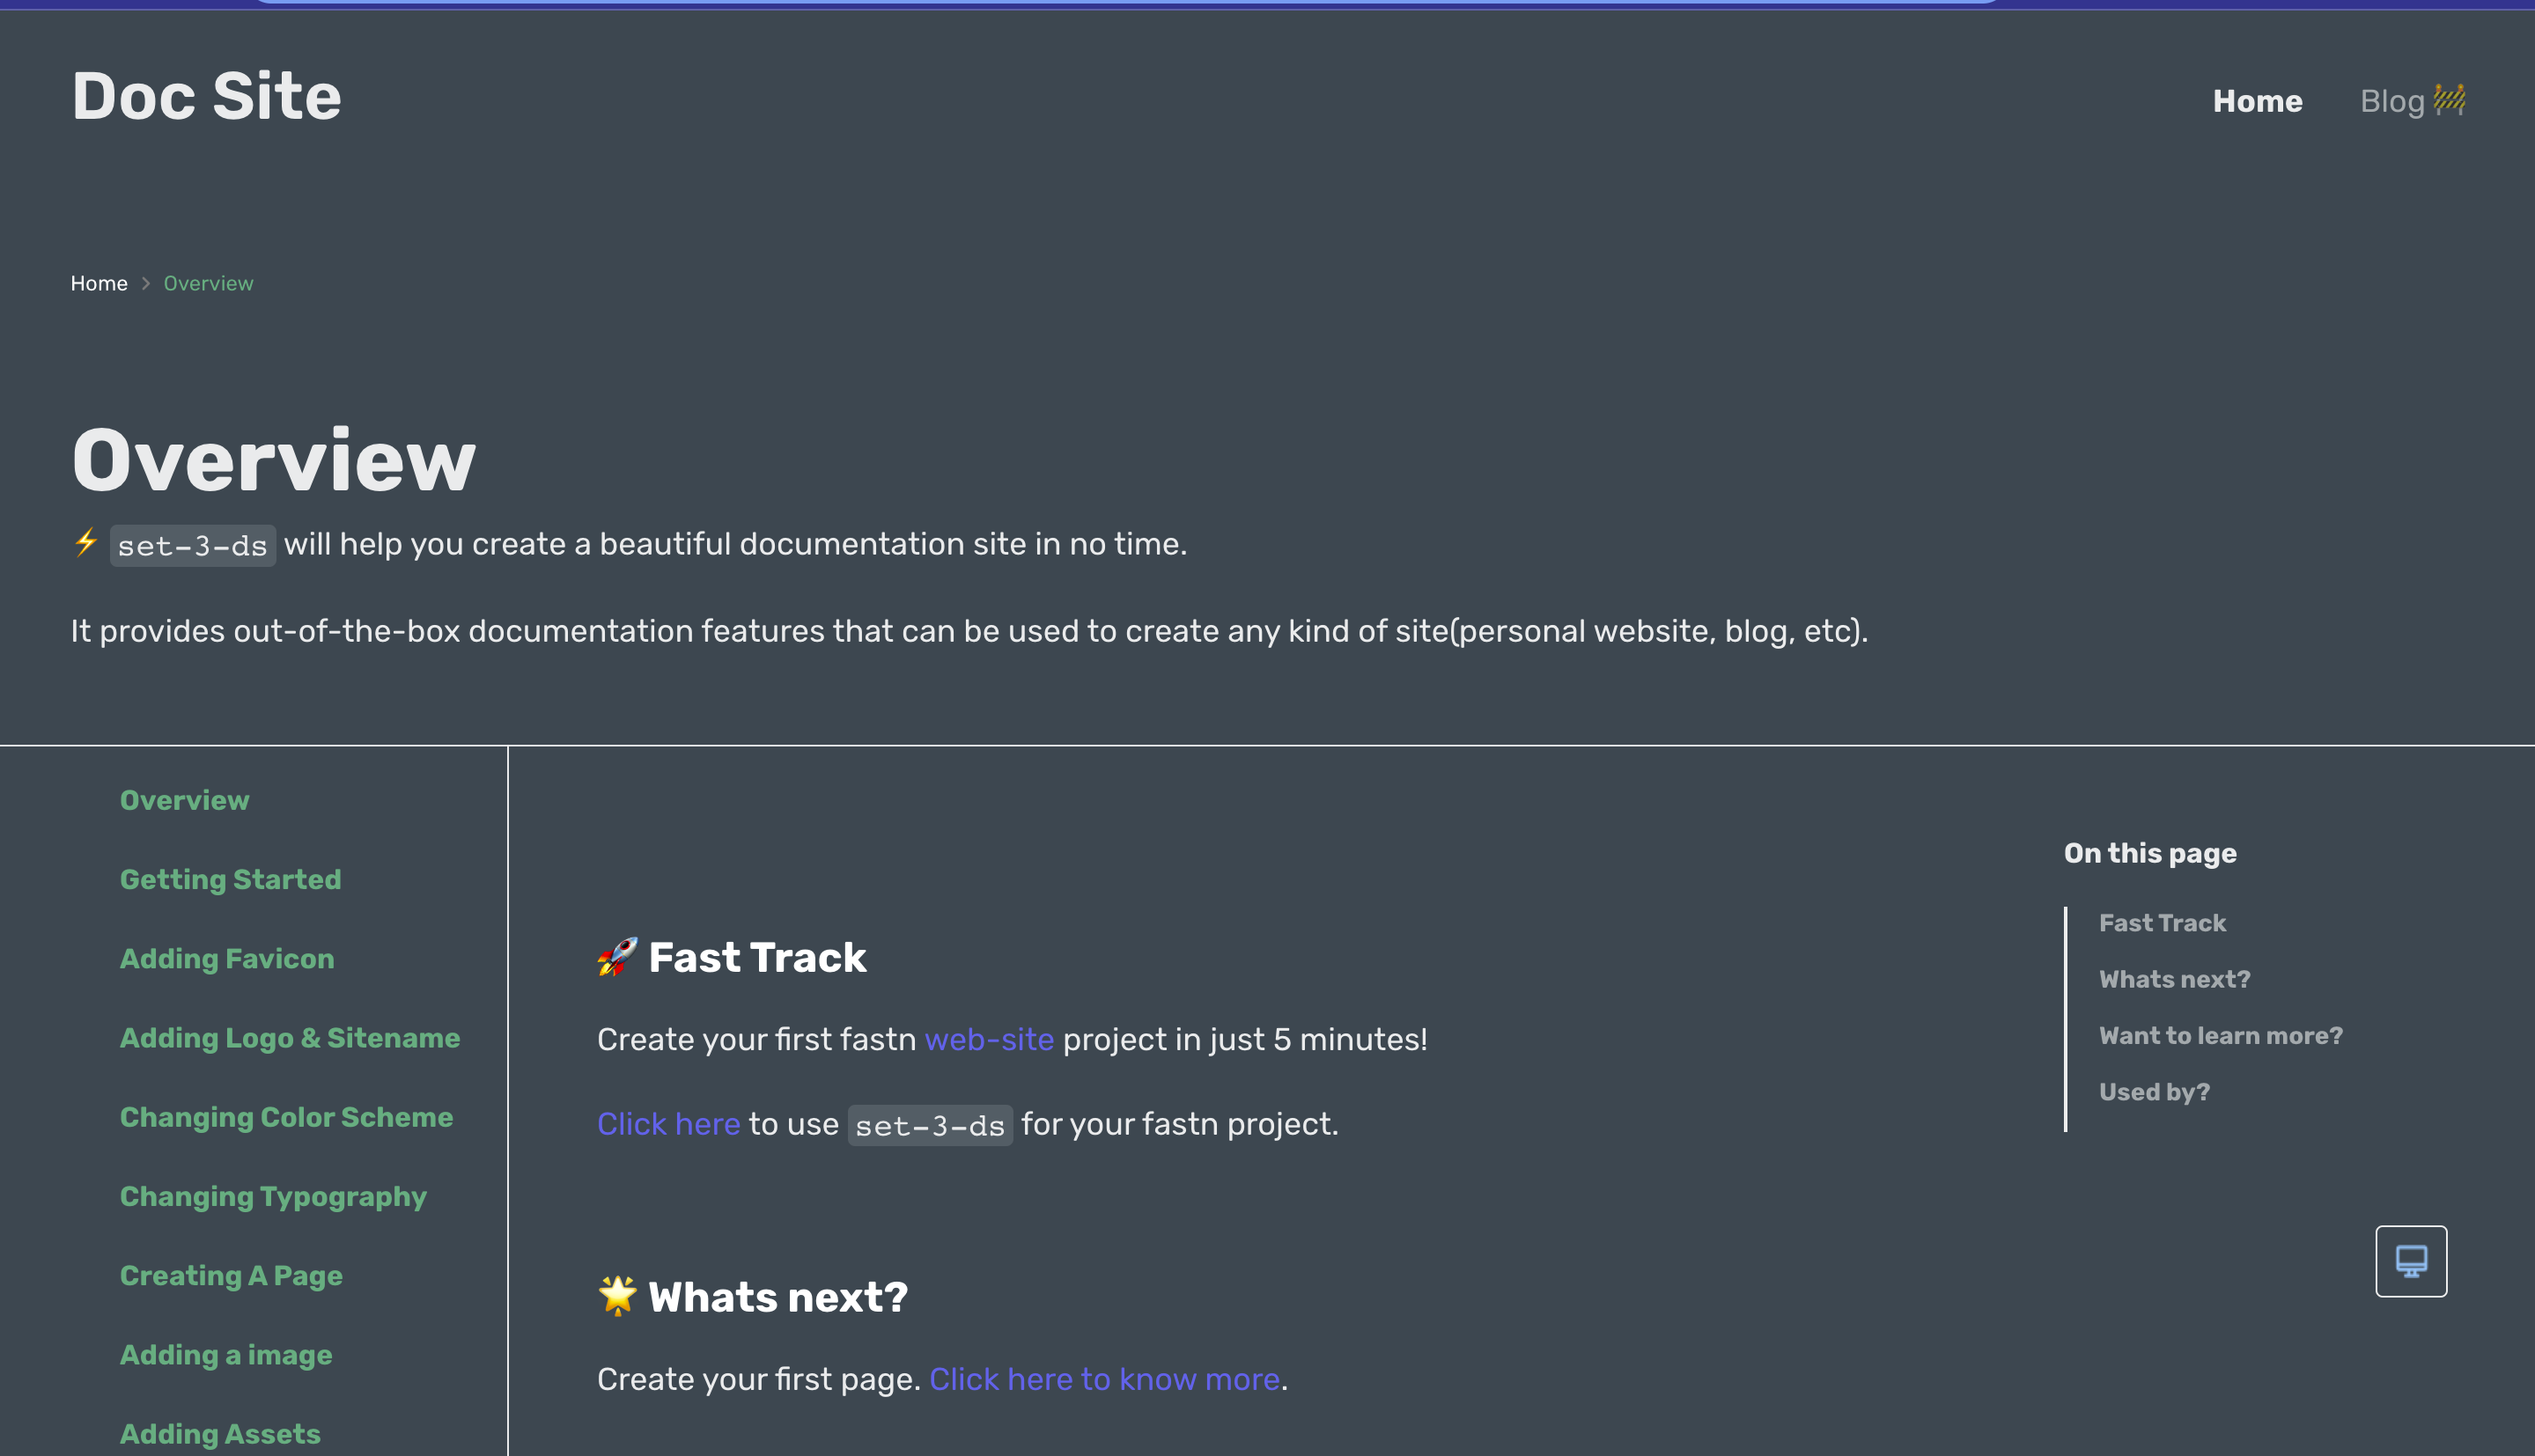 Doc Site
Home
Blog 🚧
Home > Overview
Overview
⚡ set-3-ds will help you create a beautiful documentation site in no time.
It provides out-of-the-box documentation features that can be used to create any kind of site(personal website, blog, etc).
Overview
Getting Started
Adding Favicon
Adding Logo & Sitename
Changing Color Scheme
Changing Typography
Creating A Page
Adding a image
Adding Assets
🚀 Fast Track
Create your first fastn web-site project in just 5 minutes!
Click here to use set-3-ds for your fastn project.
🌟 Whats next?
Create your first page. Click here to know more.
On this page
Fast Track
Whats next?
Want to learn more?
Used by?